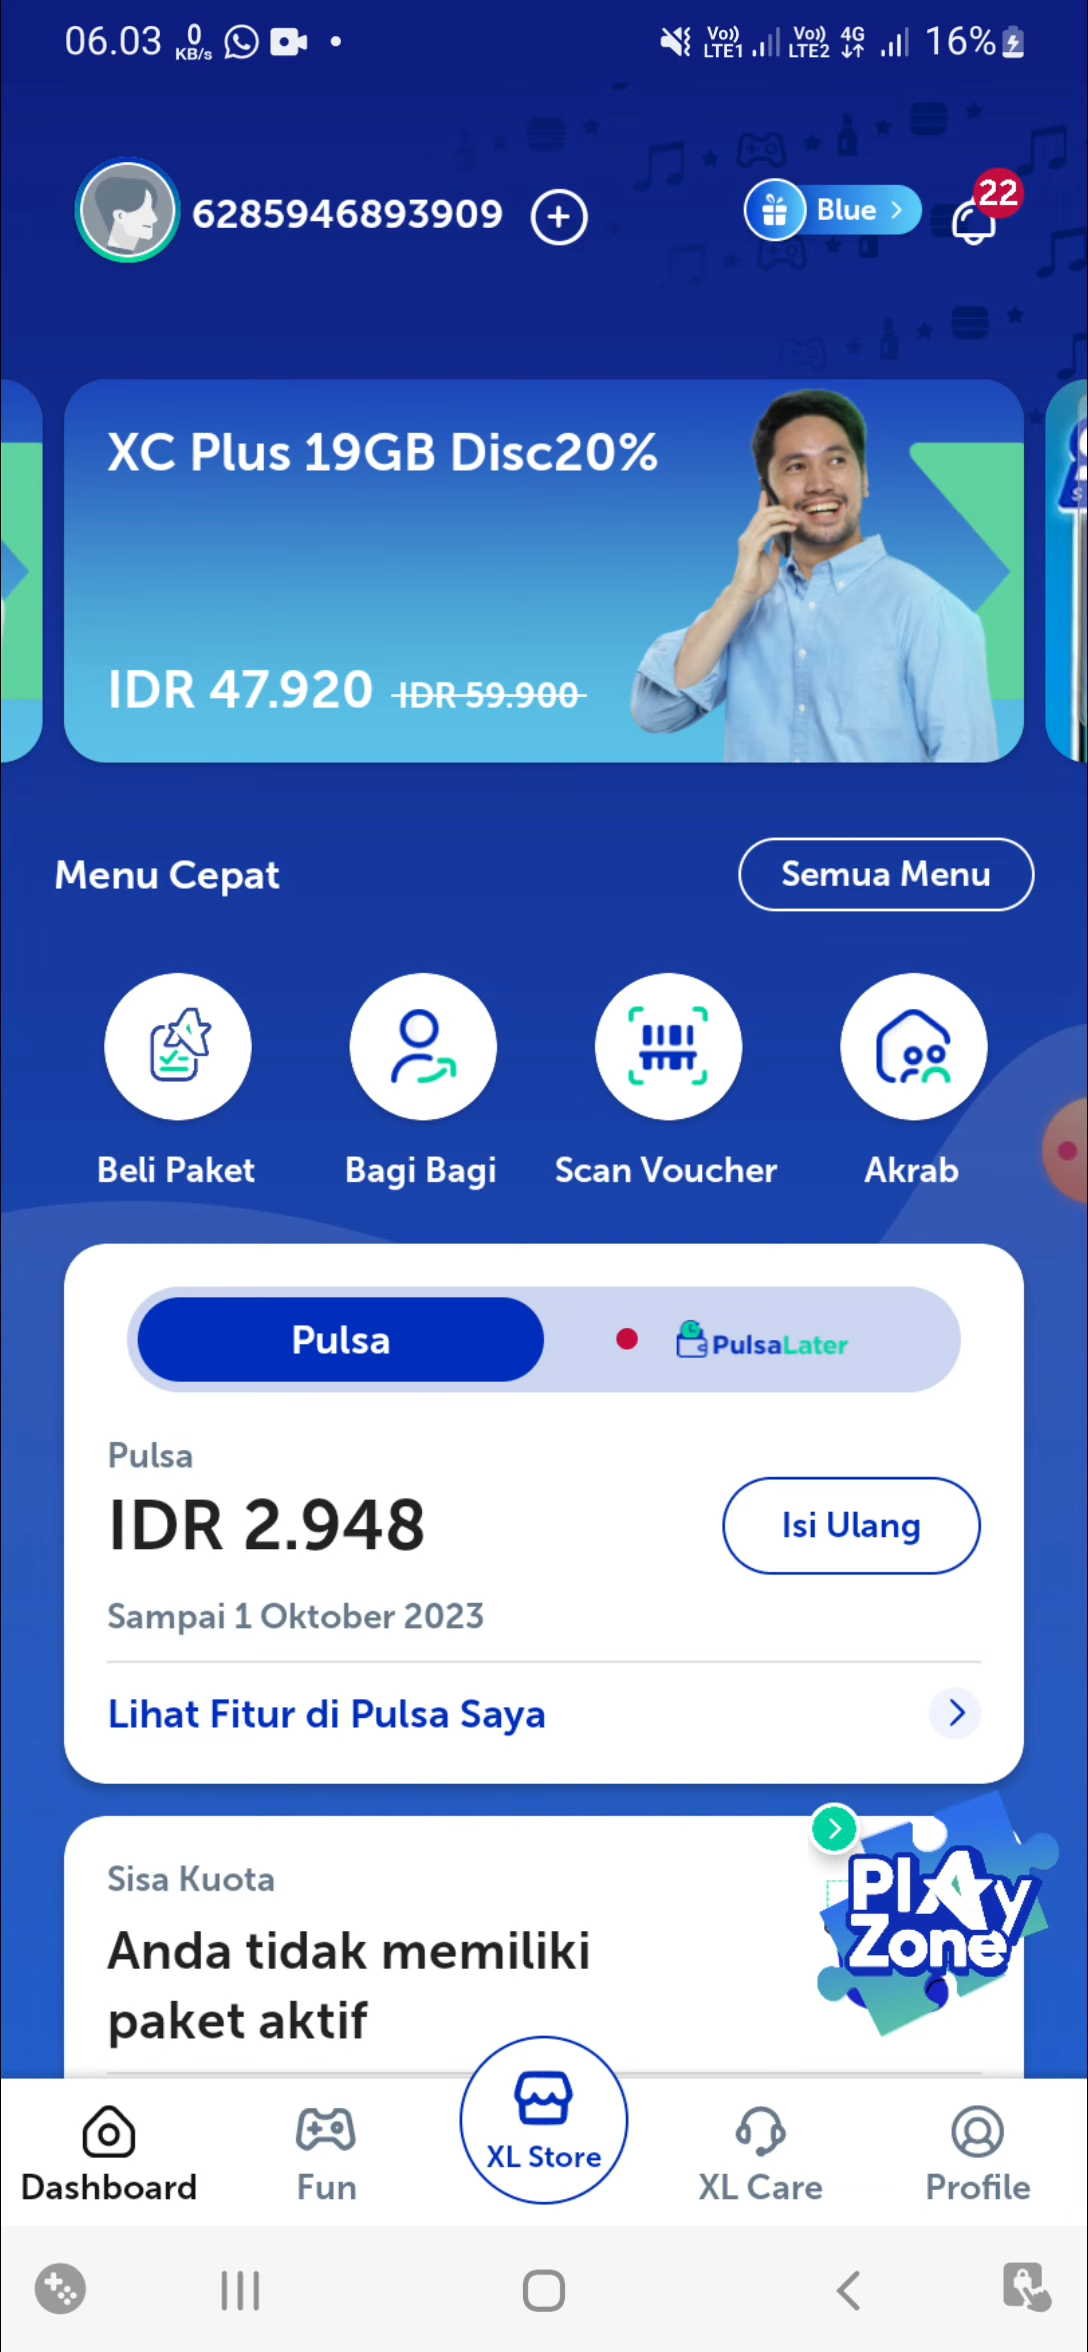 06.03 0 KB/s Vo)) LTE1 Vo)) LTE2 4G 16%
6285946893909
Blue
22
XC Plus 19GB Disc20%
IDR 47.920 IDR 59.900
Menu Cepat
Semua Menu
Beli Paket
Bagi Bagi
Scan Voucher
Akrab
Pulsa
PulsaLater
Pulsa
IDR 2.948
Isi Ulang
Sampai 1 Oktober 2023
Lihat Fitur di Pulsa Saya
Sisa Kuota
Anda tidak memiliki
paket aktif
PlAy
Zone
Dashboard
Fun
XL Store
XL Care
Profile